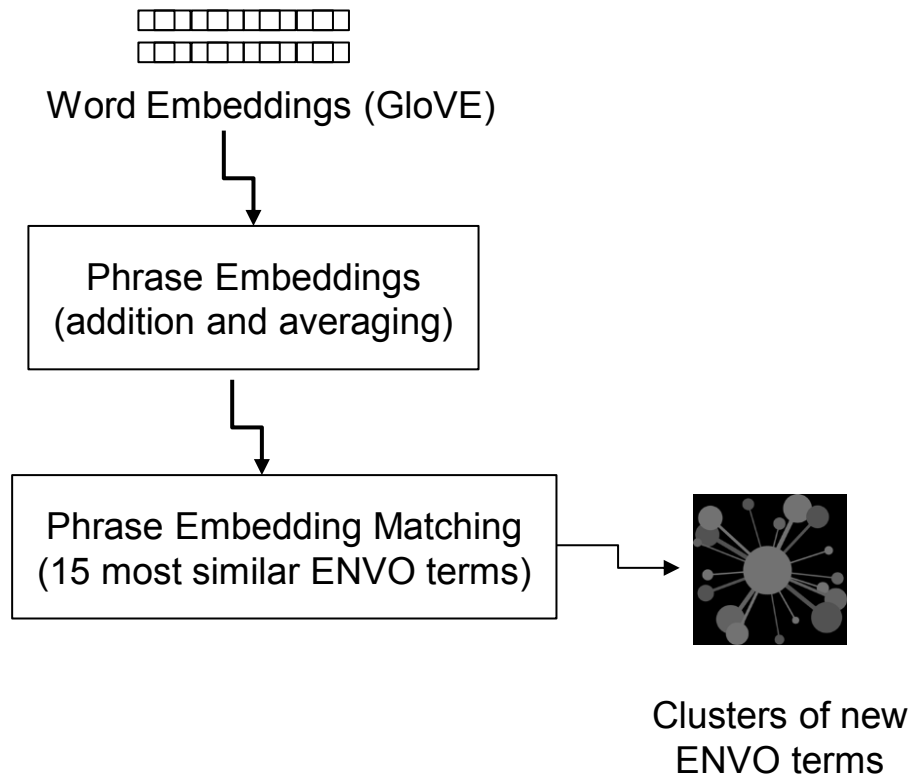 Word Embeddings (GloVE)
Phrase Embeddings
(addition and averaging)
Phrase Embedding Matching
(15 most similar ENVO terms)
Clusters of new
ENVO terms